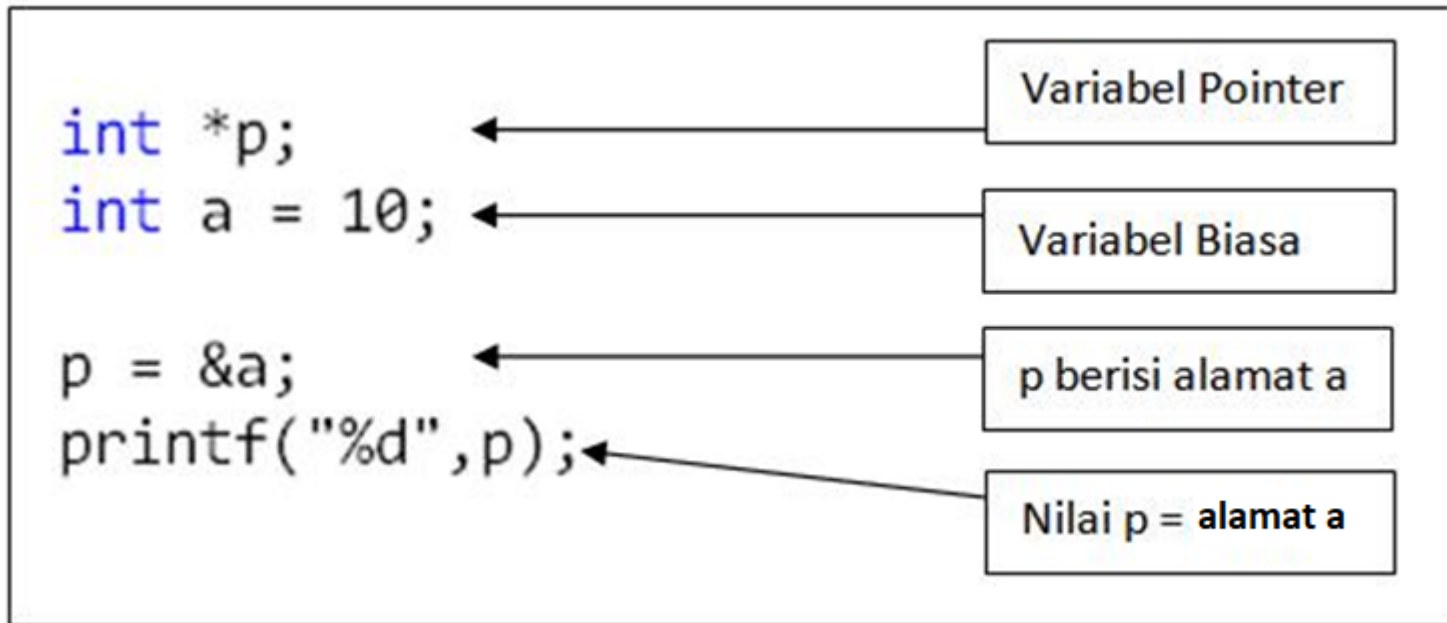 int *p;
Variabel Pointer
int a = 10;
Variabel Biasa
p = &a;
p berisi alamat a
printf("%d",p);
Nilai p = alamat a